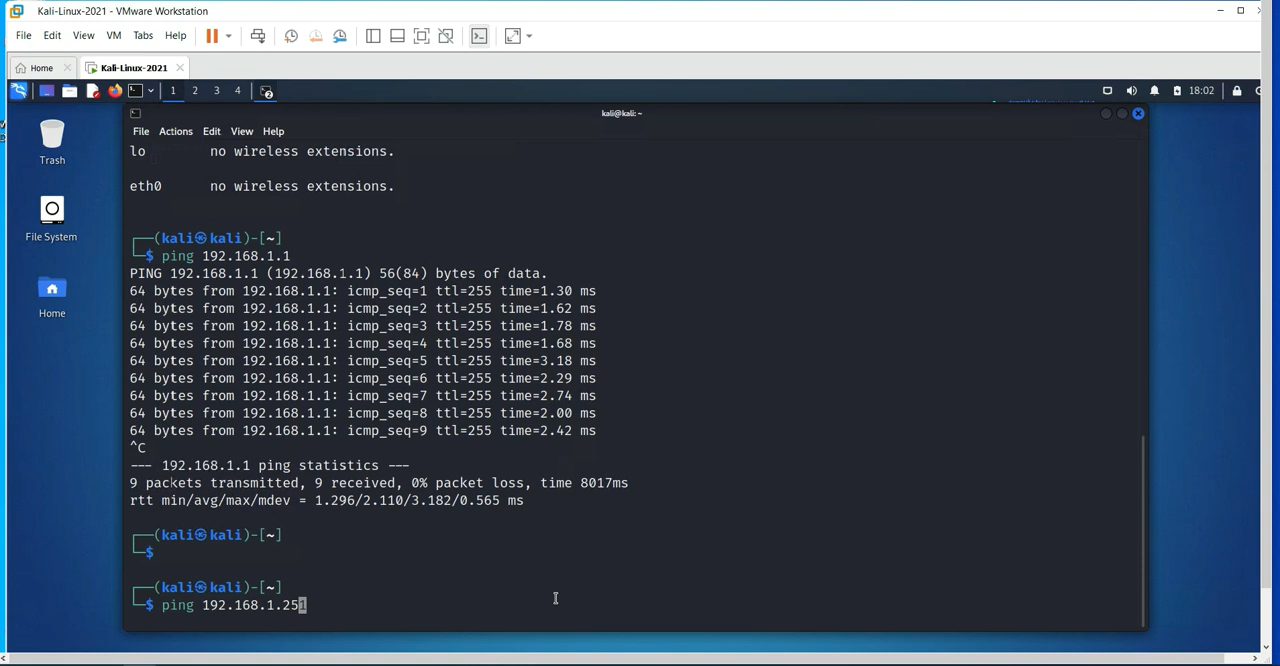 Kali-Linux-2021 - VMware Workstation
File Edit View VM Tabs Help
Home Kali-Linux-2021
1 2 3 4 2 18:02
kali@kali: ~
File Actions Edit View Help
Trash
File System
Home
lo no wireless extensions.
eth0 no wireless extensions.
┌──(kali㉿kali)-[~]
└─$ ping 192.168.1.1
PING 192.168.1.1 (192.168.1.1) 56(84) bytes of data.
64 bytes from 192.168.1.1: icmp_seq=1 ttl=255 time=1.30 ms
64 bytes from 192.168.1.1: icmp_seq=2 ttl=255 time=1.62 ms
64 bytes from 192.168.1.1: icmp_seq=3 ttl=255 time=1.78 ms
64 bytes from 192.168.1.1: icmp_seq=4 ttl=255 time=1.68 ms
64 bytes from 192.168.1.1: icmp_seq=5 ttl=255 time=3.18 ms
64 bytes from 192.168.1.1: icmp_seq=6 ttl=255 time=2.29 ms
64 bytes from 192.168.1.1: icmp_seq=7 ttl=255 time=2.74 ms
64 bytes from 192.168.1.1: icmp_seq=8 ttl=255 time=2.00 ms
64 bytes from 192.168.1.1: icmp_seq=9 ttl=255 time=2.42 ms
^C
--- 192.168.1.1 ping statistics ---
9 packets transmitted, 9 received, 0% packet loss, time 8017ms
rtt min/avg/max/mdev = 1.296/2.110/3.182/0.565 ms
┌──(kali㉿kali)-[~]
└─$
┌──(kali㉿kali)-[~]
└─$ ping 192.168.1.251